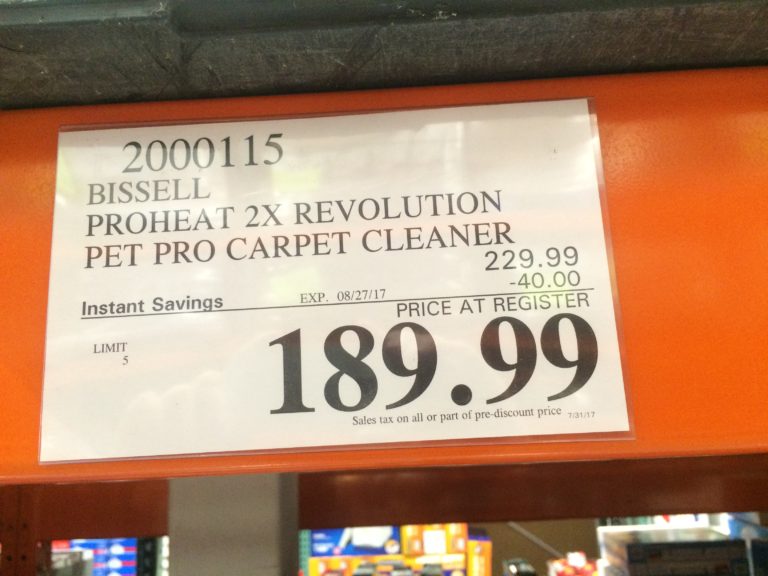 2000115
BISSELL
PROHEAT 2X REVOLUTION
PET PRO CARPET CLEANER
229.99
-40.00
Instant Savings EXP. 08/27/17
PRICE AT REGISTER
LIMIT
5
189.99
Sales tax on all or part of pre-discount price 7/31/17